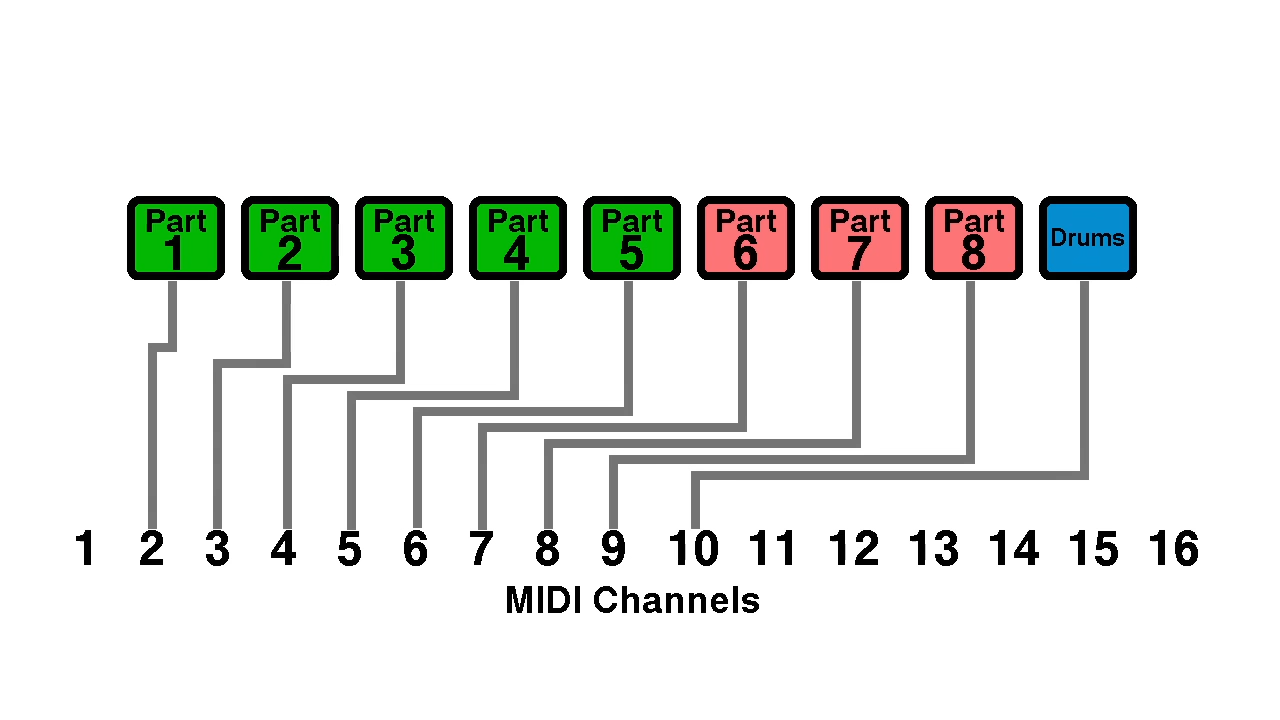 Part 1
Part 2
Part 3
Part 4
Part 5
Part 6
Part 7
Part 8
Drums
1 2 3 4 5 6 7 8 9 10 11 12 13 14 15 16
MIDI Channels